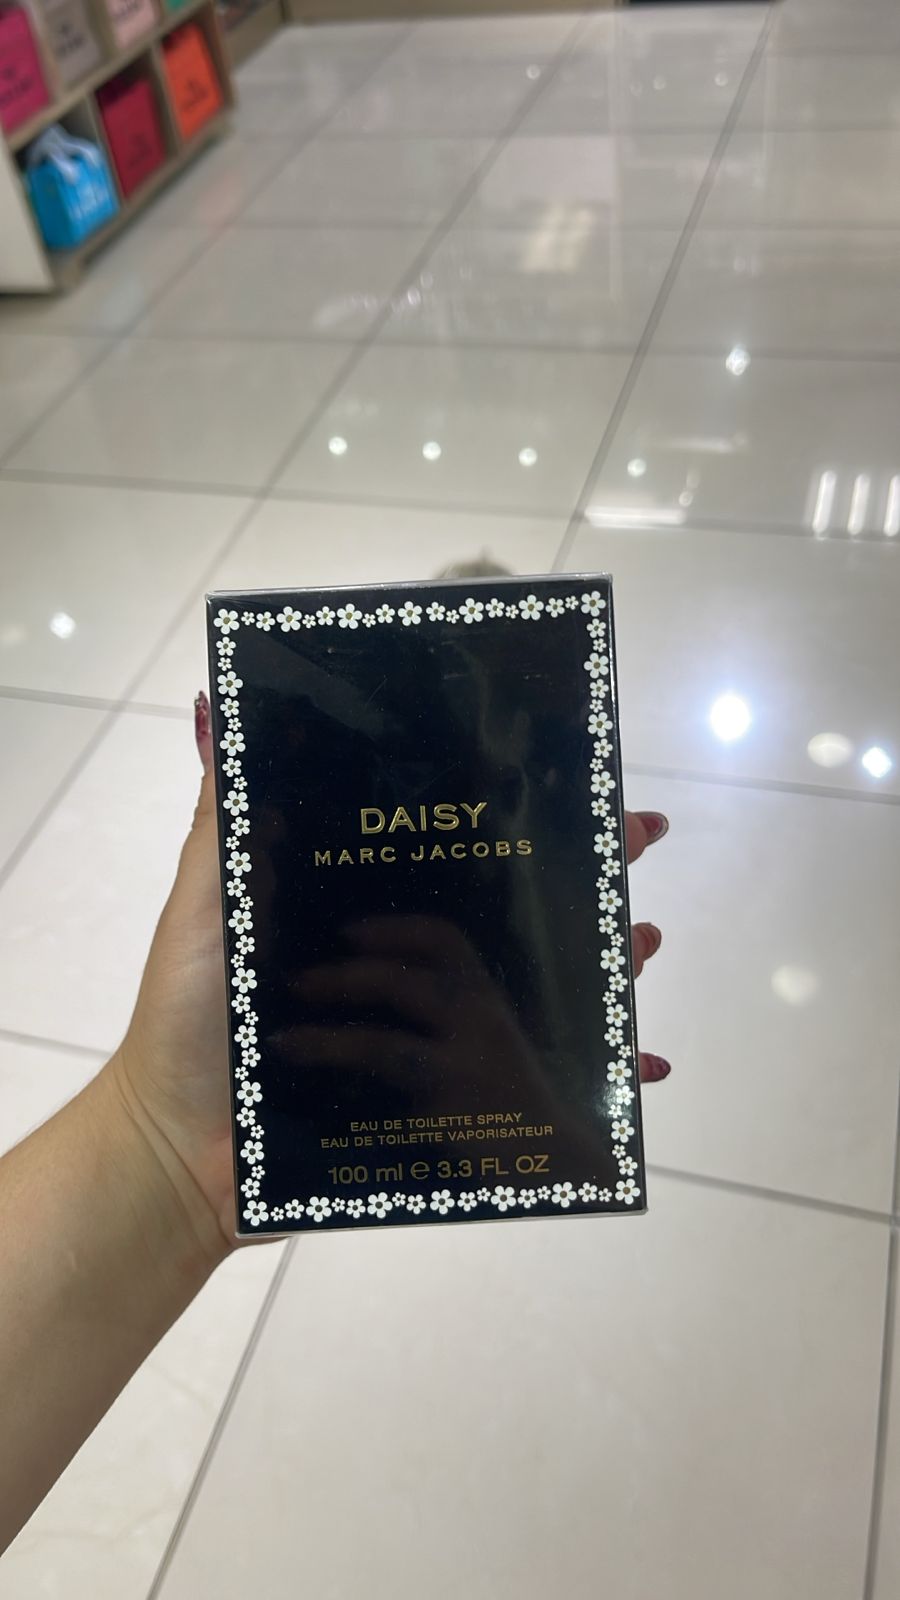 DAISY
MARC JACOBS
EAU DE TOILETTE SPRAY
EAU DE TOILETTE VAPORISATEUR
100 ml e 3.3 FL OZ